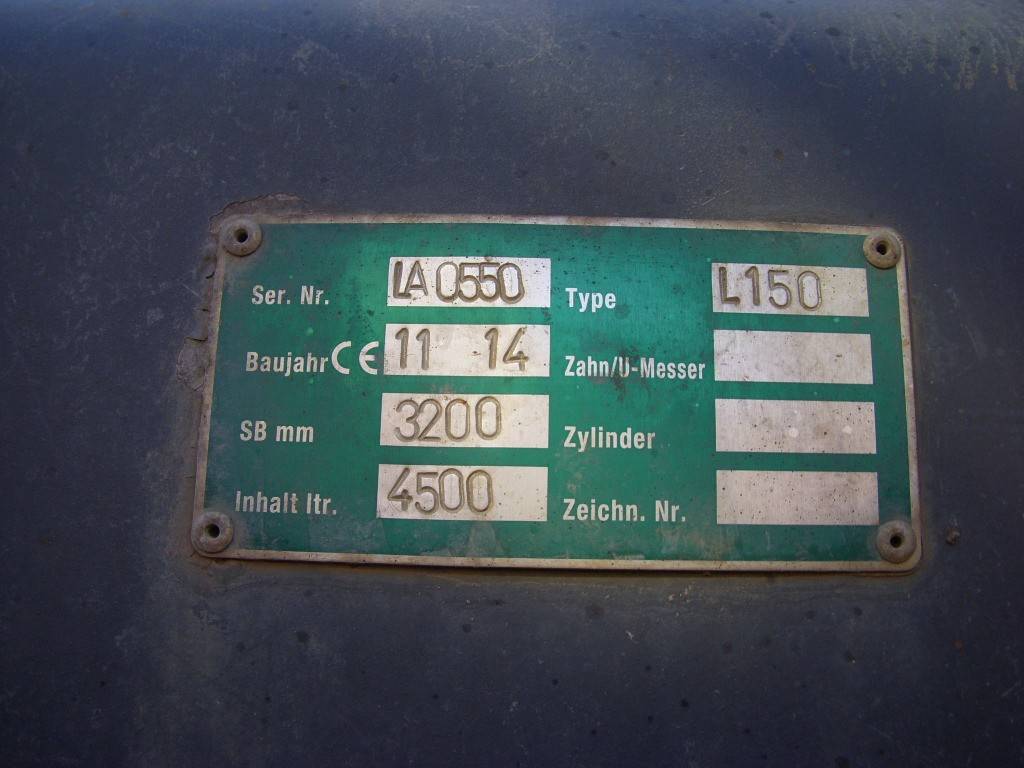 Ser. Nr. LA 0550 Type L150
Baujahr CE 11 14 Zahn/U-Messer
SB mm 3200 Zylinder
Inhalt ltr. 4500 Zeichn. Nr.